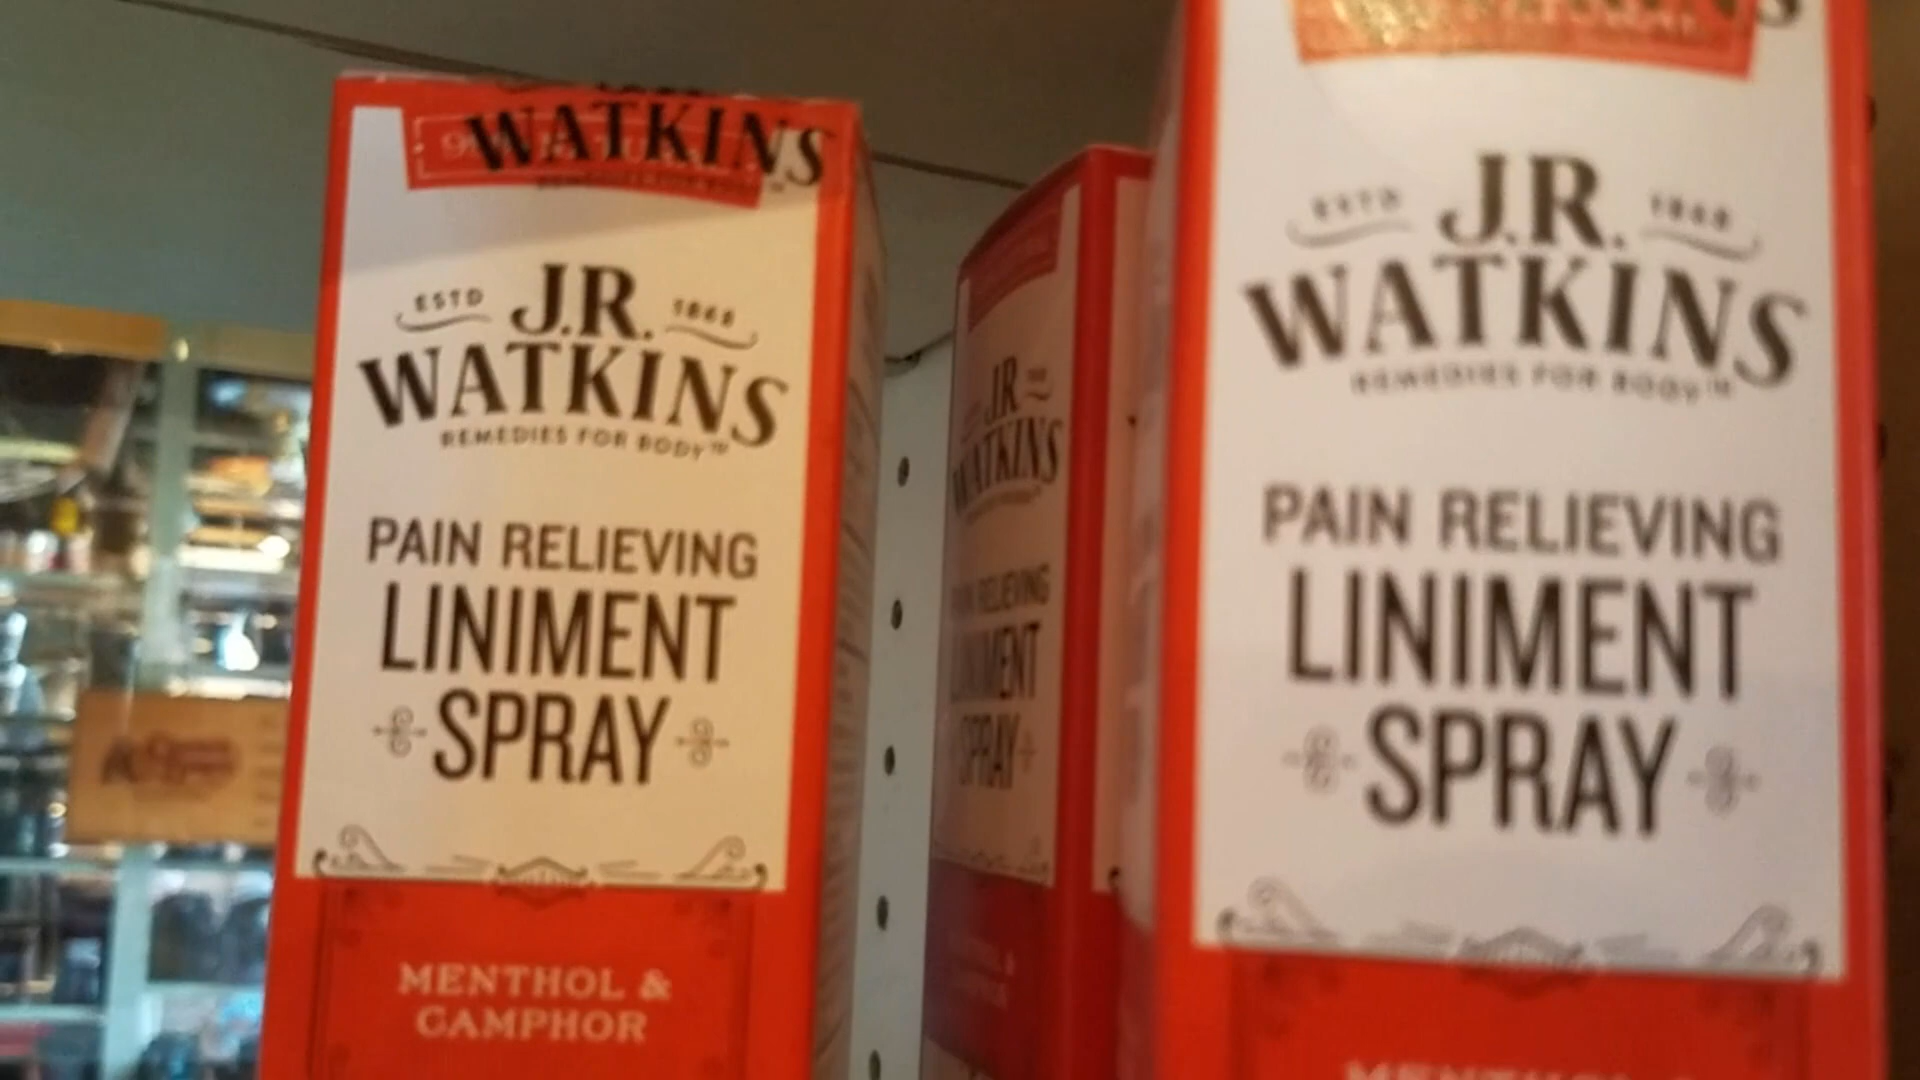 WATKINS
ESTD J.R. 1868
WATKINS
REMEDIES FOR BODY™
PAIN RELIEVING
LINIMENT
SPRAY
MENTHOL &
CAMPHOR
JR
WATKINS
RELIEVING
LINIMENT
SPRAY
ESTD J.R. 1868
WATKINS
REMEDIES FOR BODY™
PAIN RELIEVING
LINIMENT
SPRAY